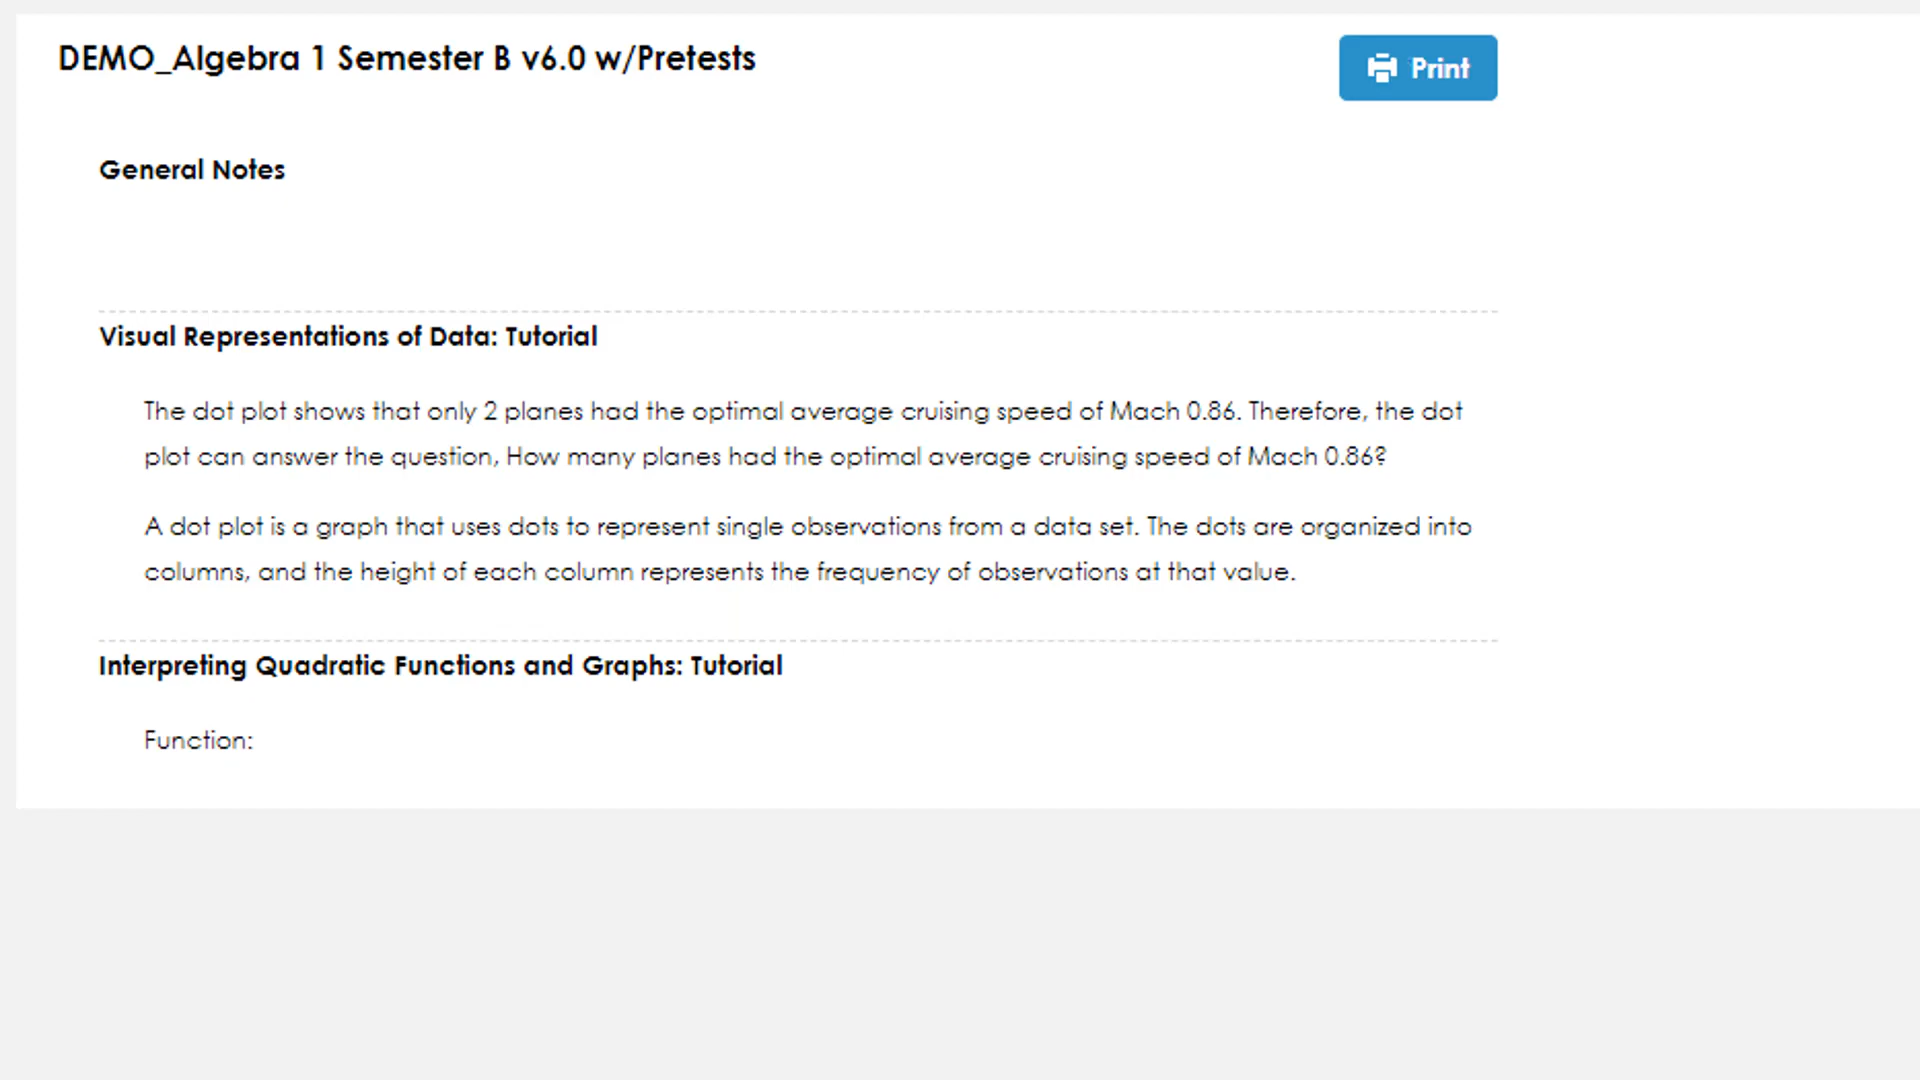 DEMO_Algebra 1 Semester B v6.0 w/Pretests
Print
General Notes
Visual Representations of Data: Tutorial
The dot plot shows that only 2 planes had the optimal average cruising speed of Mach 0.86. Therefore, the dot
plot can answer the question, How many planes had the optimal average cruising speed of Mach 0.86?
A dot plot is a graph that uses dots to represent single observations from a data set. The dots are organized into
columns, and the height of each column represents the frequency of observations at that value.
Interpreting Quadratic Functions and Graphs: Tutorial
Function: